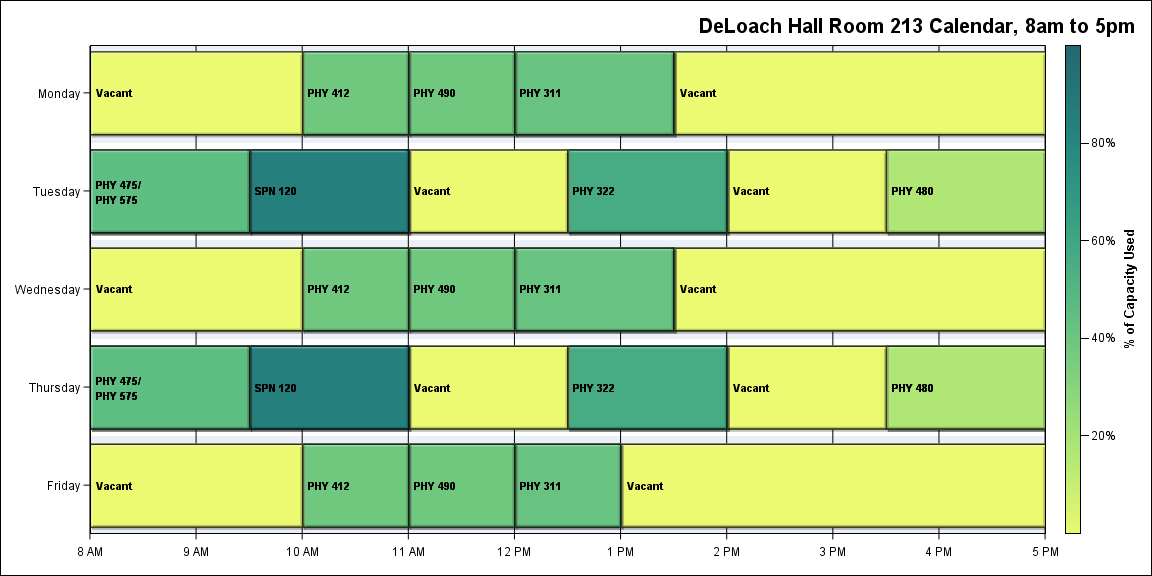 DeLoach Hall Room 213 Calendar, 8am to 5pm
Monday
Vacant
PHY 412
PHY 490
PHY 311
Vacant
Tuesday
PHY 475/
PHY 575
SPN 120
Vacant
PHY 322
Vacant
PHY 480
Wednesday
Vacant
PHY 412
PHY 490
PHY 311
Vacant
Thursday
PHY 475/
PHY 575
SPN 120
Vacant
PHY 322
Vacant
PHY 480
Friday
Vacant
PHY 412
PHY 490
PHY 311
Vacant
8 AM
9 AM
10 AM
11 AM
12 PM
1 PM
2 PM
3 PM
4 PM
5 PM
80%
60%
40%
20%
% of Capacity Used